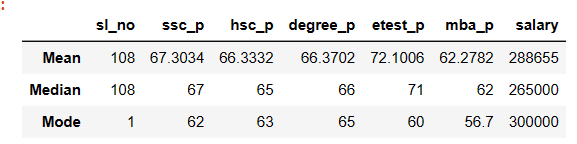 :
sl_no ssc_p hsc_p degree_p etest_p mba_p salary
Mean 108 67.3034 66.3332 66.3702 72.1006 62.2782 288655
Median 108 67 65 66 71 62 265000
Mode 1 62 63 65 60 56.7 300000